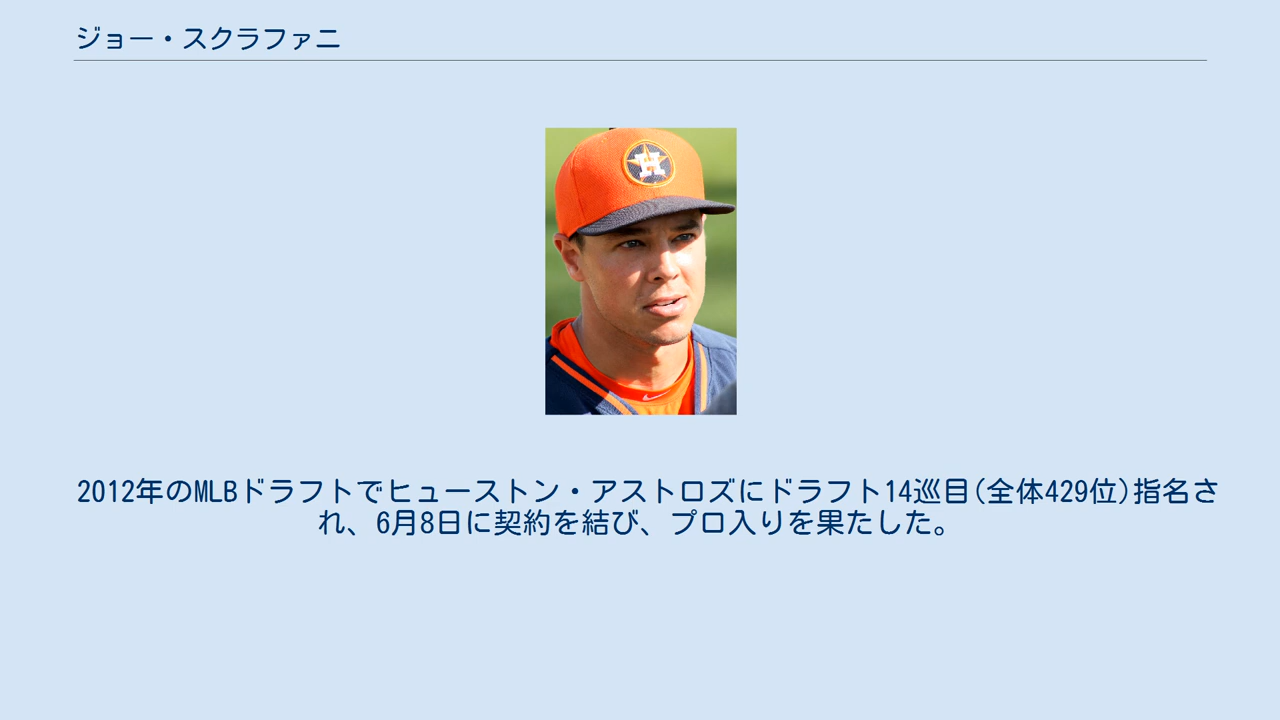 ジョー・スクラファニ
H
2012年のMLBドラフトでヒューストン・アストロズにドラフト14巡目(全体429位)指名さ
れ、6月8日に契約を結び、プロ入りを果たした。